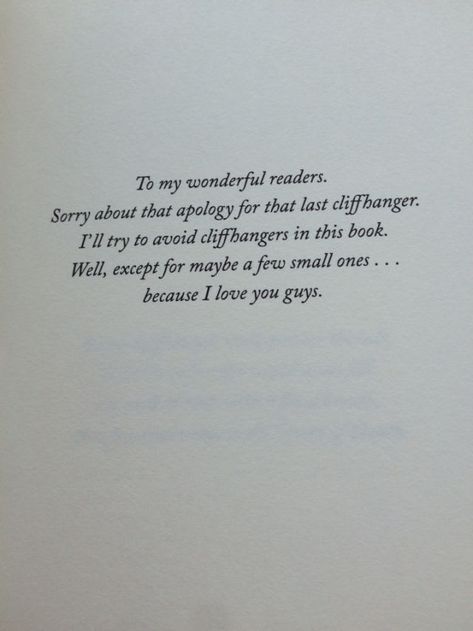 To my wonderful readers.
Sorry about that apology for that last cliffhanger.
I'll try to avoid cliffhangers in this book.
Well, except for maybe a few small ones . . .
because I love you guys.